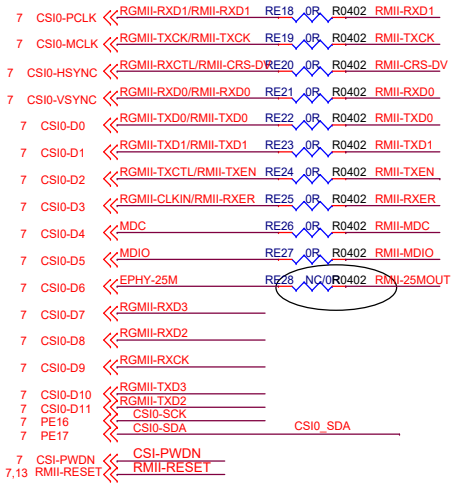 7 CSI0-PCLK RGMII-RXD1/RMII-RXD1 RE18 0R R0402 RMII-RXD1
7 CSI0-MCLK RGMII-TXCK/RMII-TXCK RE19 0R R0402 RMII-TXCK
7 CSI0-HSYNC RGMII-RXCTL/RMII-CRS-DV RE20 0R R0402 RMII-CRS-DV
7 CSI0-VSYNC RGMII-RXD0/RMII-RXD0 RE21 0R R0402 RMII-RXD0
7 CSI0-D0 RGMII-TXD0/RMII-TXD0 RE22 0R R0402 RMII-TXD0
7 CSI0-D1 RGMII-TXD1/RMII-TXD1 RE23 0R R0402 RMII-TXD1
7 CSI0-D2 RGMII-TXCTL/RMII-TXEN RE24 0R R0402 RMII-TXEN
7 CSI0-D3 RGMII-CLKIN/RMII-RXER RE25 0R R0402 RMII-RXER
7 CSI0-D4 MDC RE26 0R R0402 RMII-MDC
7 CSI0-D5 MDIO RE27 0R R0402 RMII-MDIO
7 CSI0-D6 EPHY-25M RE28 NC/0R R0402 RMII-25MOUT
7 CSI0-D7 RGMII-RXD3
7 CSI0-D8 RGMII-RXD2
7 CSI0-D9 RGMII-RXCK
7 CSI0-D10 RGMII-TXD3
7 CSI0-D11 RGMII-TXD2
7 PE16 CSI0-SCK
7 PE17 CSI0-SDA CSI0_SDA
7 CSI-PWDN CSI-PWDN
7,13 RMII-RESET RMII-RESET